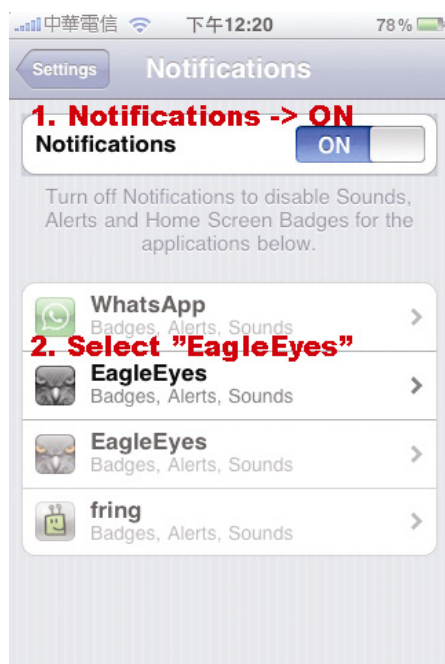 中華電信 下午12:20 78%
Settings Notifications
1. Notifications -> ON
Notifications ON
Turn off Notifications to disable Sounds,
Alerts and Home Screen Badges for the
applications below.
WhatsApp
Badges, Alerts, Sounds
2. Select ”EagleEyes”
EagleEyes
Badges, Alerts, Sounds
EagleEyes
Badges, Alerts, Sounds
fring
Badges, Alerts, Sounds